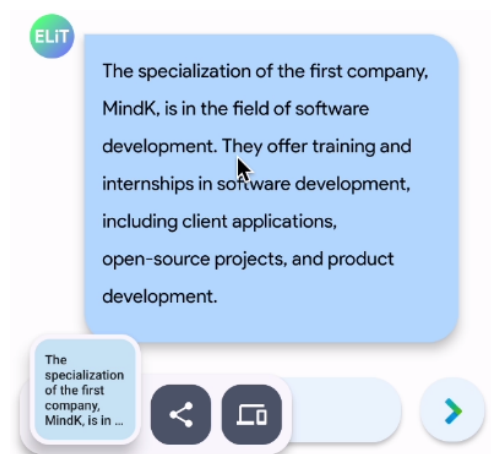 ELiT
The specialization of the first company,
MindK, is in the field of software
development. They offer training and
internships in software development,
including client applications,
open-source projects, and product
development.
The
specialization
of the first
company,
MindK, is in ...